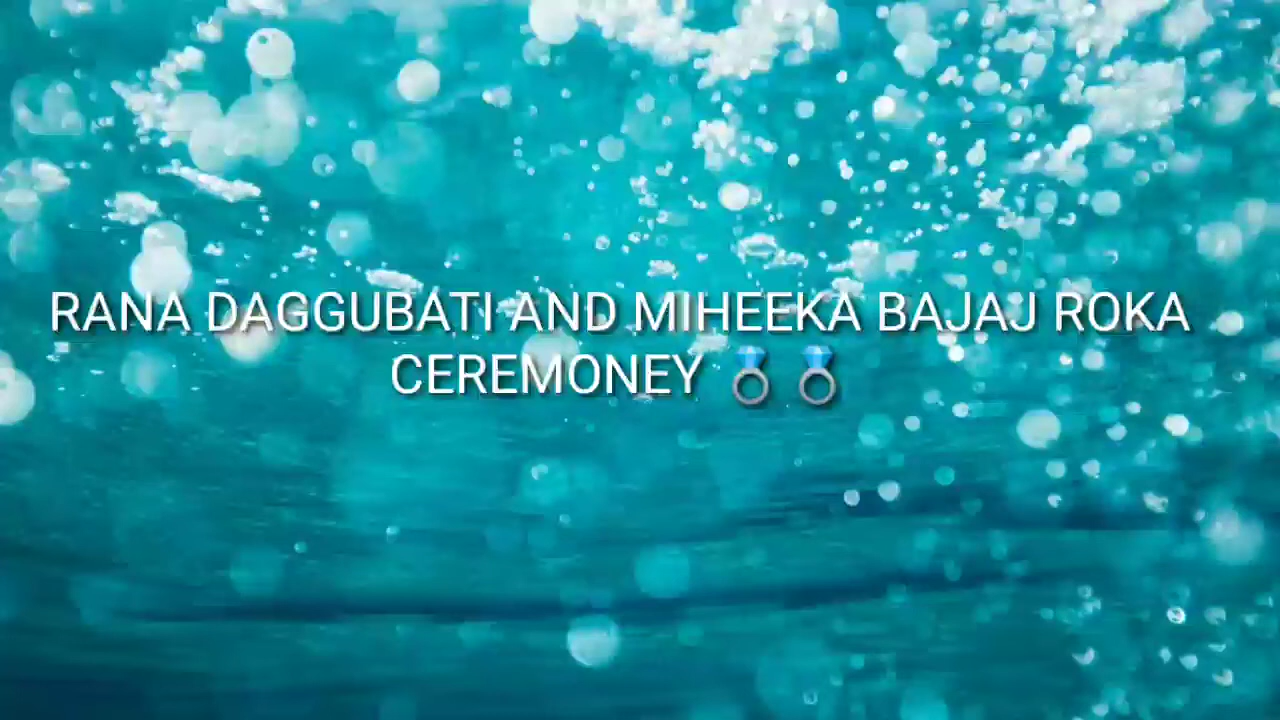 RANA DAGGUBATI AND MIHEEKA BAJAJ ROKA
CEREMONEY 💍 💍